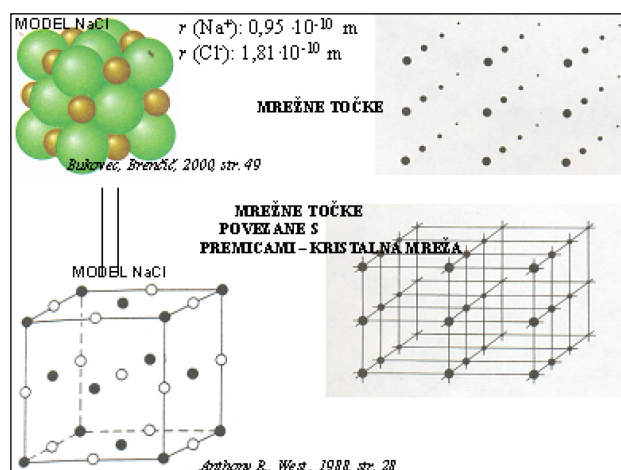 MODEL NaCl
r (Na⁺): 0,95 ·10⁻¹⁰ m
r (Cl⁻): 1,81·10⁻¹⁰ m
MREŽNE TOČKE
Bukovec, Brenčič, 2000, str. 49
MREŽNE TOČKE
POVEZANE S
PREMICAMI – KRISTALNA MREŽA
MODEL NaCl
Anthony R., West, 1988, str. 28